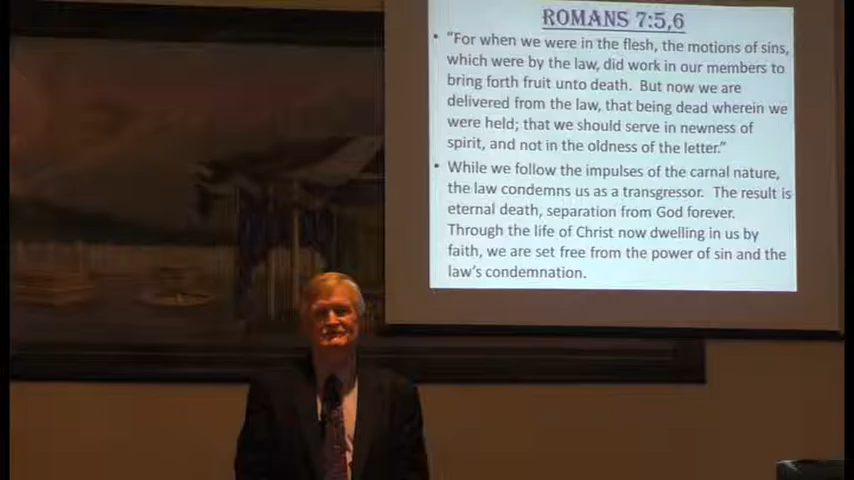 ROMANS 7:5,6
• "For when we were in the flesh, the motions of sins,
which were by the law, did work in our members to
bring forth fruit unto death. But now we are
delivered from the law, that being dead wherein we
were held; that we should serve in newness of
spirit, and not in the oldness of the letter."
• While we follow the impulses of the carnal nature,
the law condemns us as a transgressor. The result is
eternal death, separation from God forever.
Through the life of Christ now dwelling in us by
faith, we are set free from the power of sin and the
law's condemnation.